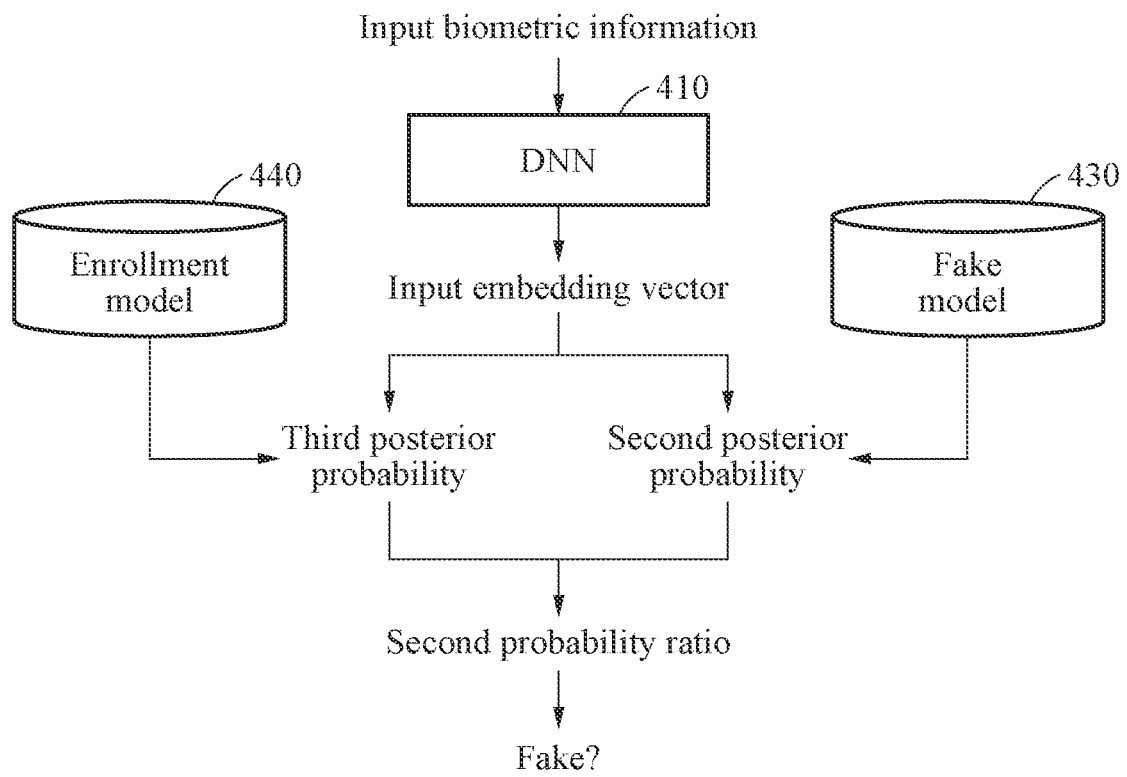 Input biometric information
410
DNN
440
430
Enrollment
model
Fake
model
Input embedding vector
Third posterior
probability
Second posterior
probability
Second probability ratio
Fake?